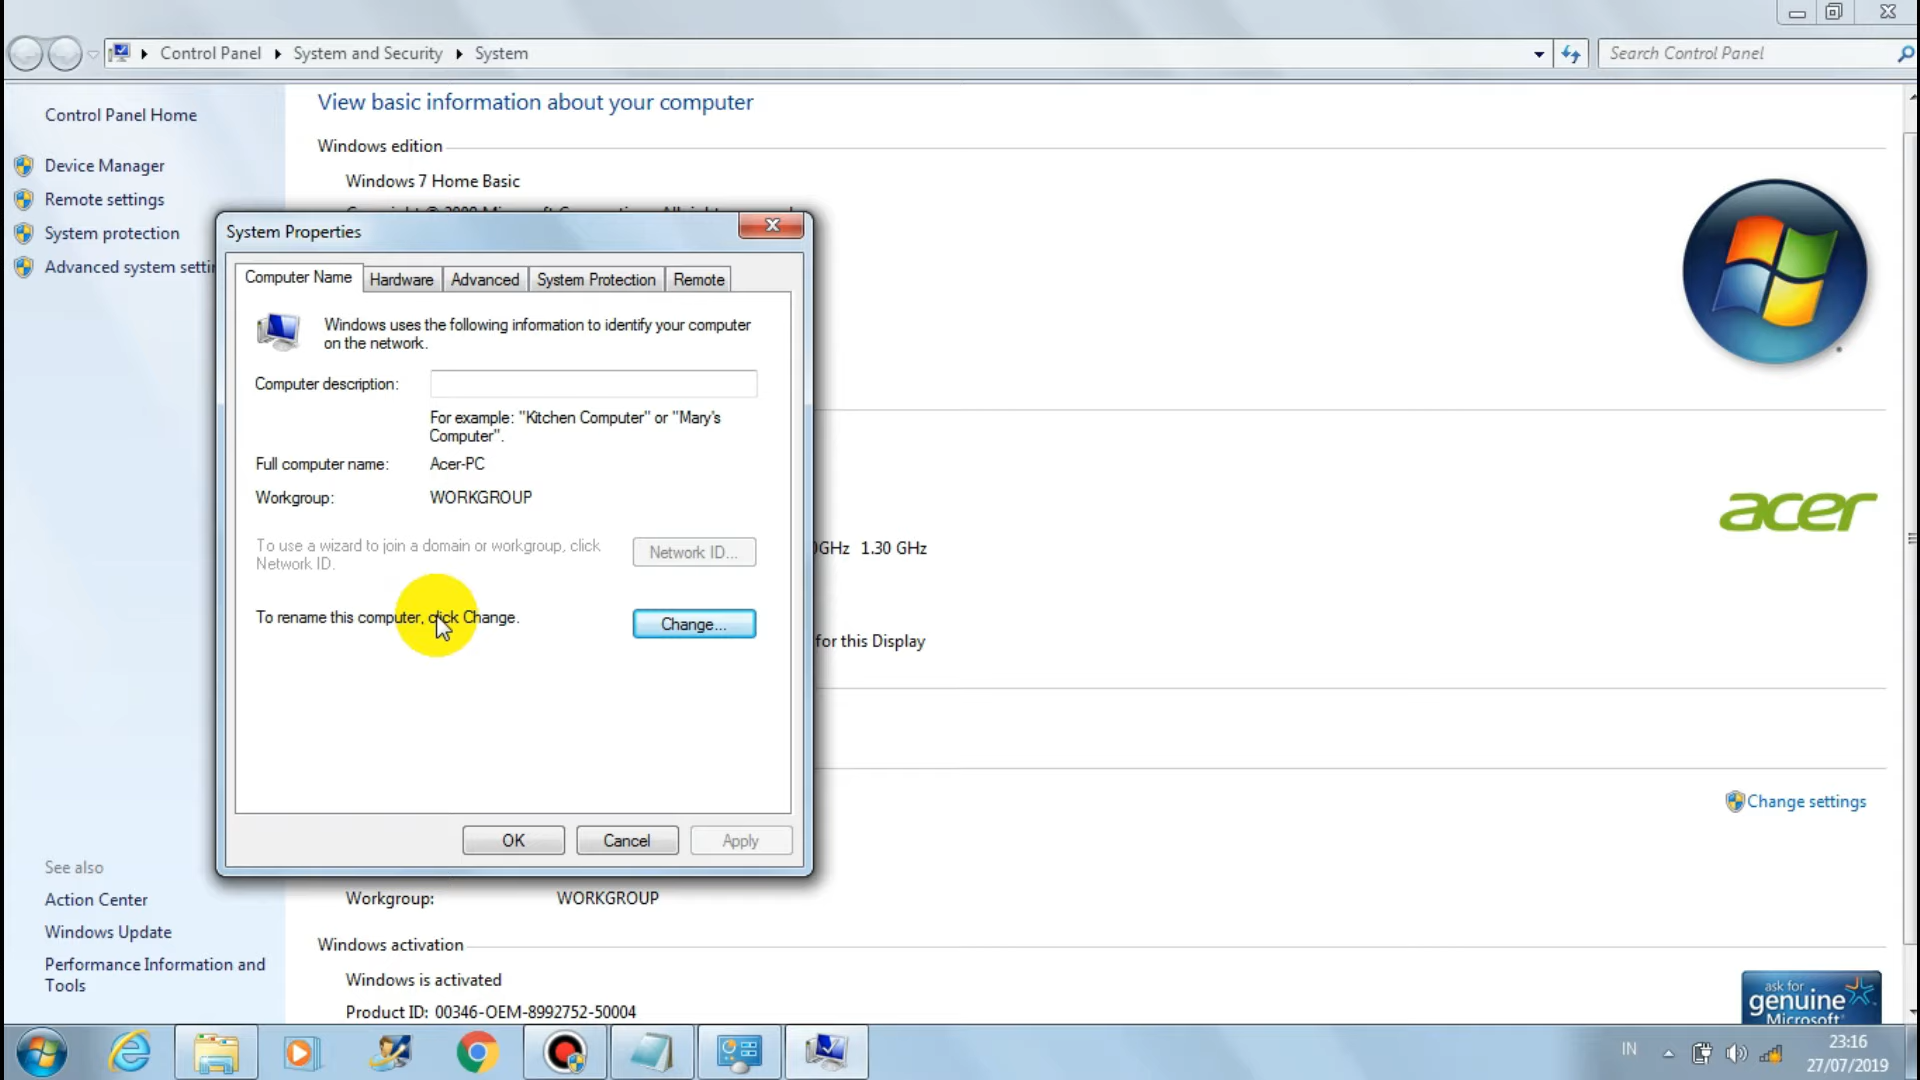 Control Panel
System and Security
System
Search Control Panel
Control Panel Home
Device Manager
Remote settings
System protection
Advanced system setti
View basic information about your computer
Windows edition
Windows 7 Home Basic
System Properties
Computer Name
Hardware
Advanced
System Protection
Remote
Windows uses the following information to identify your computer
on the network.
Computer description:
For example: "Kitchen Computer" or "Mary's
Computer".
Full computer name: Acer-PC
Workgroup: WORKGROUP
To use a wizard to join a domain or workgroup, click
Network ID.
Network ID...
To rename this computer, click Change.
Change...
OK
Cancel
Apply
acer
0GHz 1.30 GHz
for this Display
Change settings
Workgroup: WORKGROUP
Windows activation
Windows is activated
Product ID: 00346-OEM-8992752-50004
See also
Action Center
Windows Update
Performance Information and
Tools
ask for
genuine
Microsoft
IN
23:16
27/07/2019